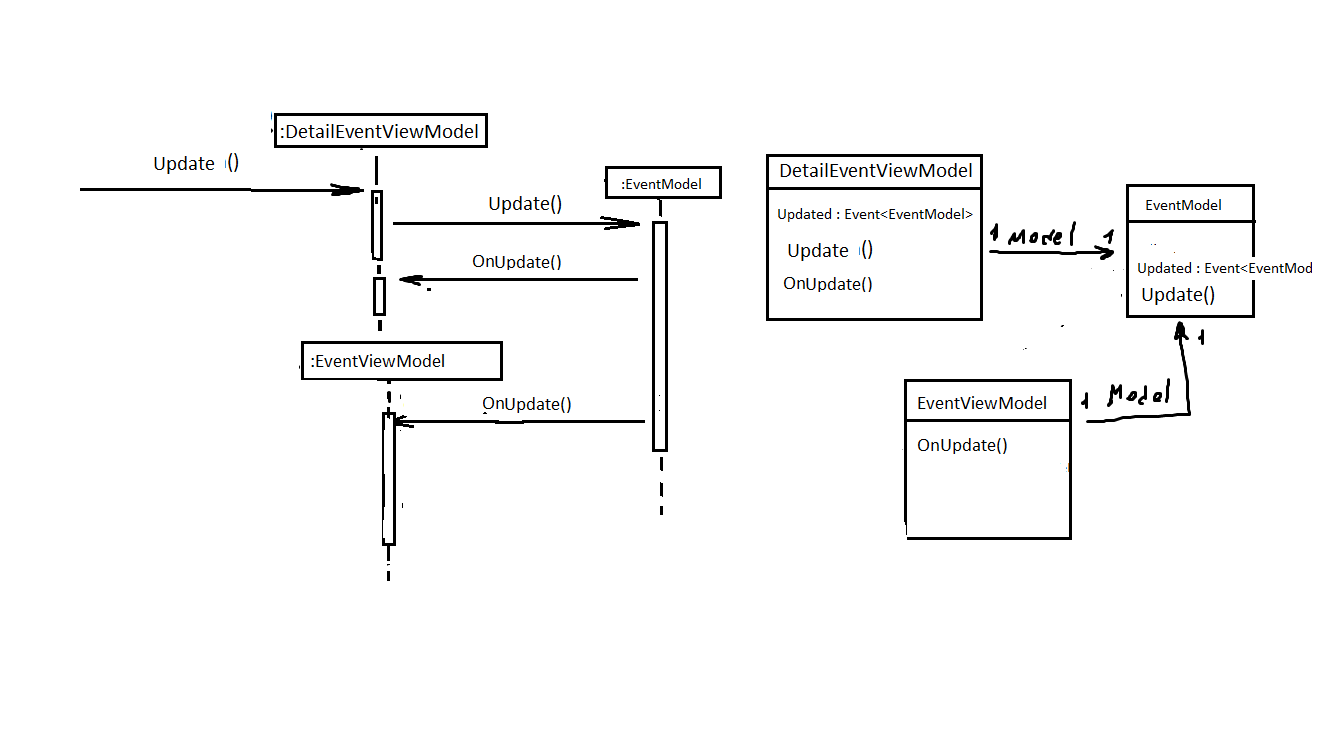 :DetailEventViewModel
Update ()
:EventModel
Update()
OnUpdate()
:EventViewModel
OnUpdate()
DetailEventViewModel
Updated : Event<EventModel>
Update ()
OnUpdate()
1 Model 1
EventModel
Updated : Event<EventMod
Update()
1
EventViewModel
1 Model
OnUpdate()